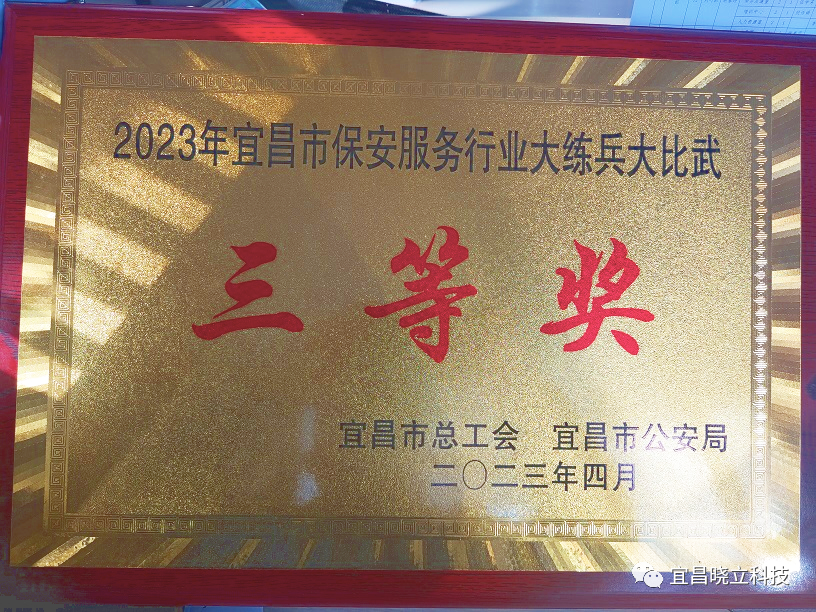 2023年宜昌市保安服务行业大练兵大比武
三等奖
宜昌市总工会 宜昌市公安局
二〇二三年四月
宜昌晓立科技